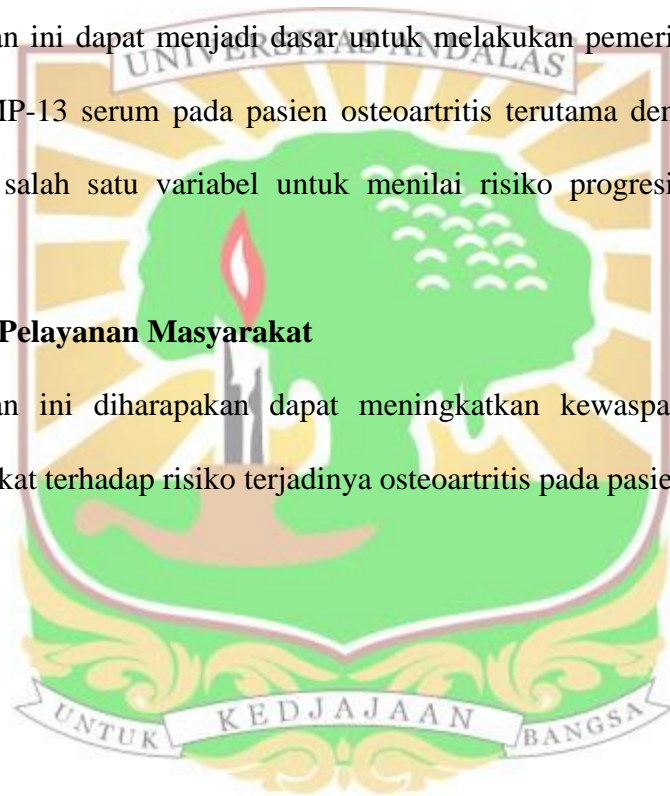 an ini dapat menjadi dasar untuk melakukan pemeri
UNIVERSITAS ANDALAS
MP-13 serum pada pasien osteoartritis terutama den
salah satu variabel untuk menilai risiko progresi
Pelayanan Masyarakat
an ini diharapakan dapat meningkatkan kewaspa
kat terhadap risiko terjadinya osteoartritis pada pasie
UNTUK KEDJAJAAN BANGSA